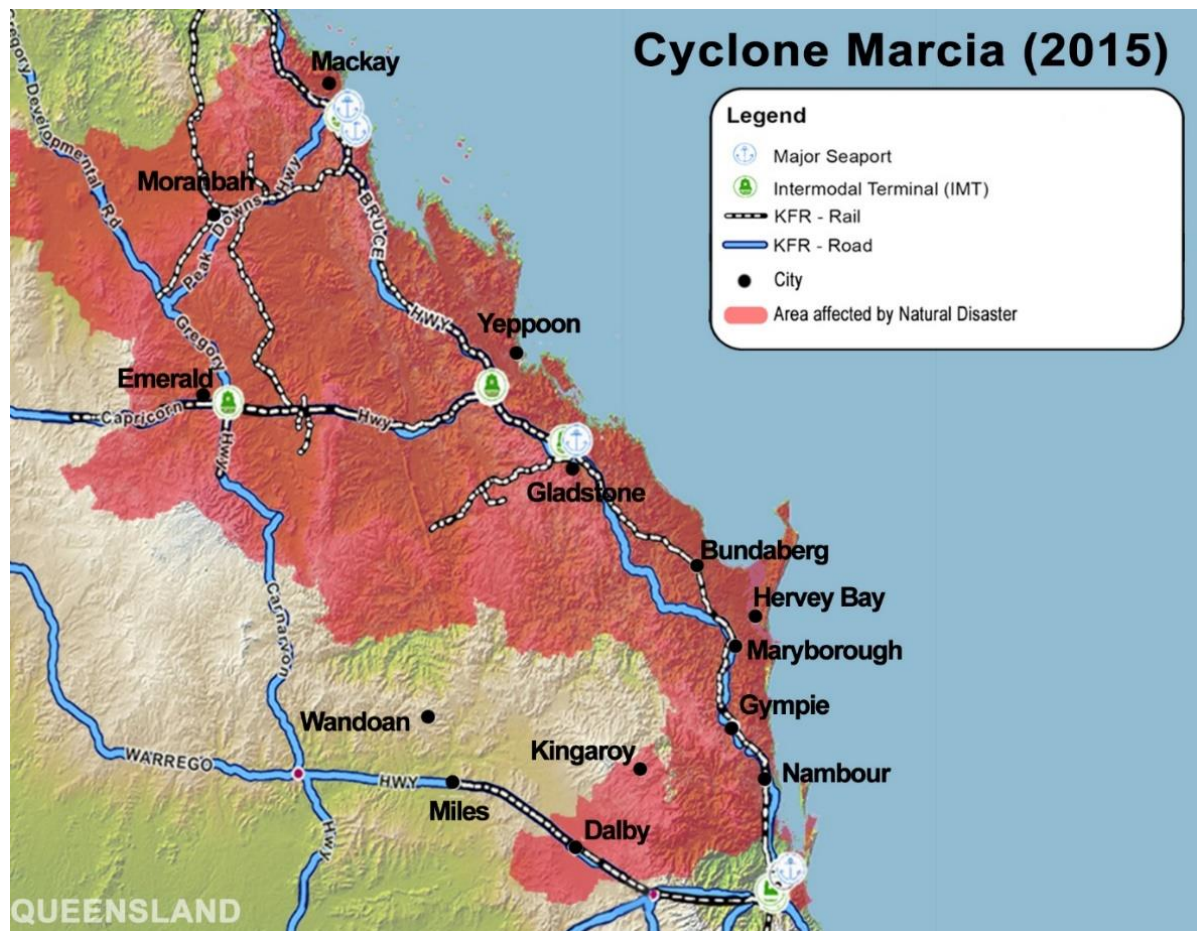 Cyclone Marcia (2015)
Legend
Major Seaport
Intermodal Terminal (IMT)
KFR - Rail
KFR - Road
City
Area affected by Natural Disaster
Gregory Developmental Rd
Mackay
Moranbah
Peak Downs Hwy
BRUCE HWY
Yeppoon
Gregory Hwy
Emerald
Capricorn Hwy
Gladstone
Bundaberg
Hervey Bay
Maryborough
Carnarvon Hwy
Gympie
Wandoan
Kingaroy
Nambour
WARREGO HWY
Miles
Dalby
QUEENSLAND